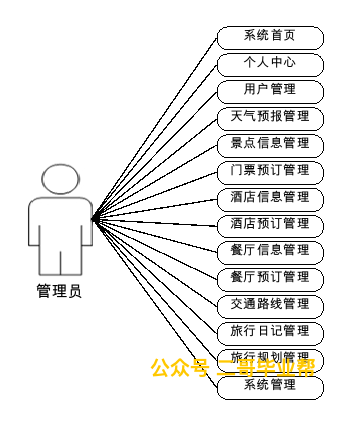 系统首页
个人中心
用户管理
天气预报管理
景点信息管理
门票预订管理
酒店信息管理
酒店预订管理
餐厅信息管理
餐厅预订管理
管理员
交通路线管理
旅行日记管理
旅行规划管理
公众号 二哥毕业帮
系统管理